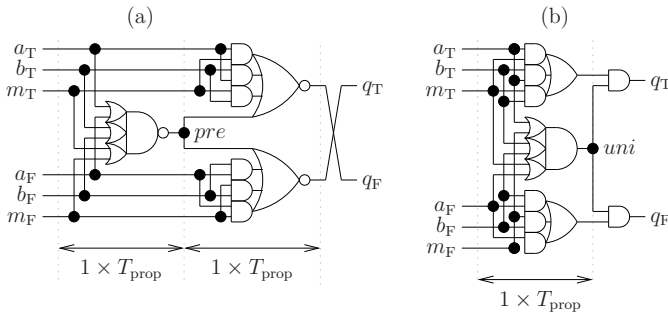 (a)
(b)
a_T
b_T
m_T
pre
a_F
b_F
m_F
q_T
q_F
1 × T_prop
1 × T_prop
a_T
b_T
m_T
uni
a_F
b_F
m_F
q_T
q_F
1 × T_prop